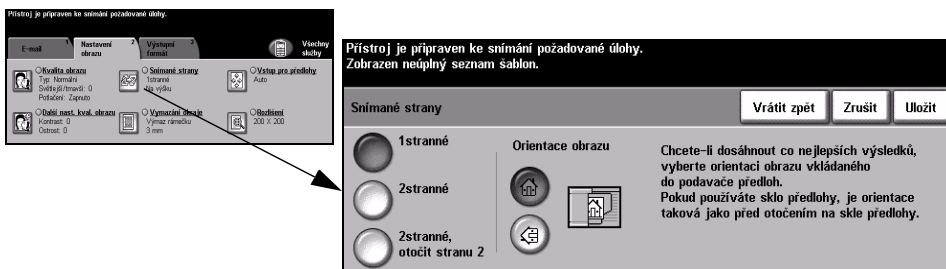 Přístroj je připraven ke snímání požadované úlohy.
E-mail 1
Nastavení obrazu 2
Výstupní formát 3
Všechny služby
Kvalita obrazu
Typ: Normální
Světlejší/tmavší: 0
Potlačení: Zapnuto
Snímané strany
1stranné
Na výšku
Vstup pro předlohy
Auto
Další nast. kval. obrazu
Kontrast: 0
Ostrost: 0
Vymazání okraje
Výmaz rámečku
3 mm
Rozlišení
200 X 200
Přístroj je připraven ke snímání požadované úlohy.
Zobrazen neúplný seznam šablon.
Snímané strany
Vrátit zpět
Zrušit
Uložit
1stranné
2stranné
2stranné,
otočit stranu 2
Orientace obrazu
Chcete-li dosáhnout co nejlepších výsledků,
vyberte orientaci obrazu vkládaného
do podavače předloh.
Pokud používáte sklo předlohy, je orientace
taková jako před otočením na skle předlohy.